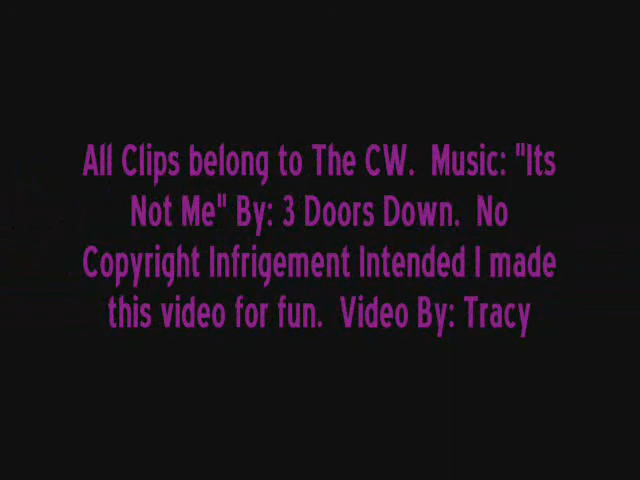 All Clips belong to The CW.  Music: "Its
Not Me" By: 3 Doors Down.  No
Copyright Infrigement Intended I made
this video for fun.  Video By: Tracy